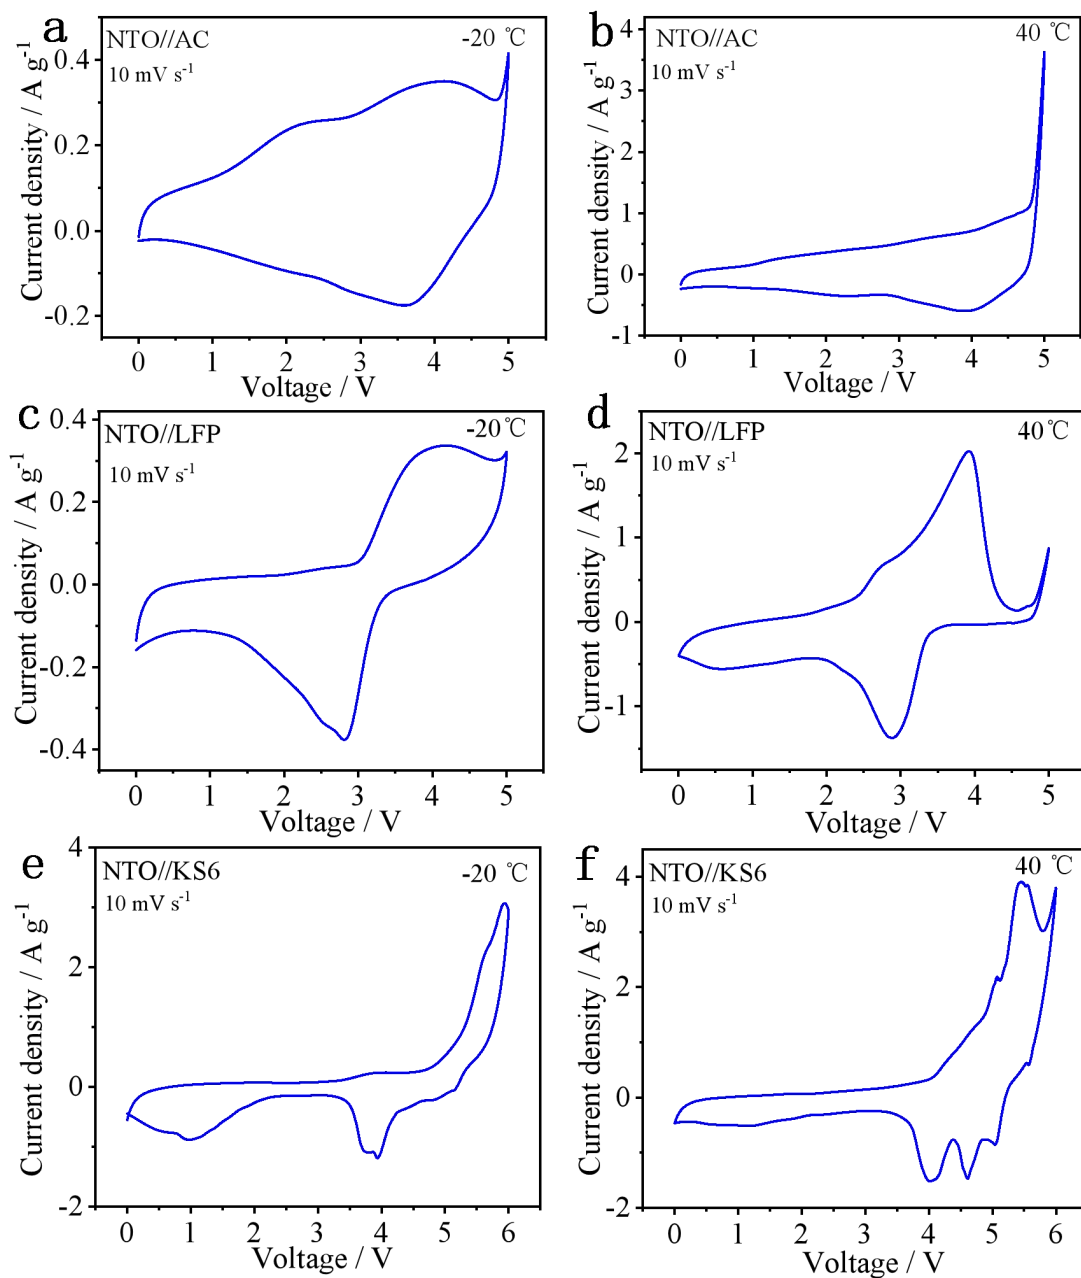 a
NTO//AC
-20 ℃
10 mV s⁻¹
Current density / A g⁻¹
0.4
0.2
0.0
-0.2
0 1 2 3 4 5
Voltage / V
b
NTO//AC
40 ℃
10 mV s⁻¹
Current density / A g⁻¹
4
3
2
1
0
-1
0 1 2 3 4 5
Voltage / V
c
NTO//LFP
-20℃
10 mV s⁻¹
Current density / A g⁻¹
0.4
0.2
0.0
-0.2
-0.4
0 1 2 3 4 5
Voltage / V
d
NTO//LFP
40℃
10 mV s⁻¹
Current density / A g⁻¹
2
1
0
-1
0 1 2 3 4 5
Voltage / V
e
NTO//KS6
-20 ℃
10 mV s⁻¹
Current density / A g⁻¹
4
2
0
-2
0 1 2 3 4 5 6
Voltage / V
f
NTO//KS6
40 ℃
10 mV s⁻¹
Current density / A g⁻¹
4
2
0
-2
0 1 2 3 4 5 6
Voltage / V